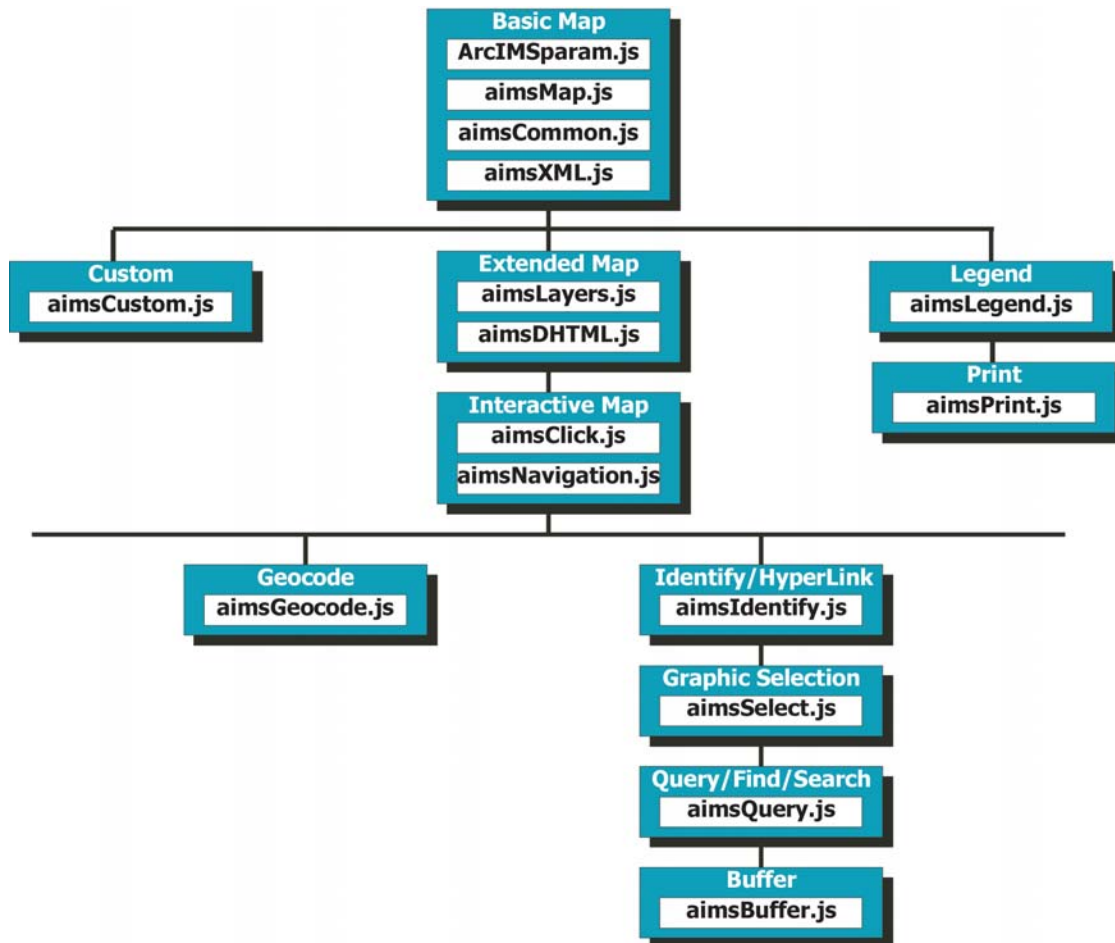 Basic Map
ArcIMSparam.js
aimsMap.js
aimsCommon.js
aimsXML.js
Custom
aimsCustom.js
Extended Map
aimsLayers.js
aimsDHTML.js
Legend
aimsLegend.js
Print
aimsPrint.js
Interactive Map
aimsClick.js
aimsNavigation.js
Geocode
aimsGeocode.js
Identify/HyperLink
aimsIdentify.js
Graphic Selection
aimsSelect.js
Query/Find/Search
aimsQuery.js
Buffer
aimsBuffer.js